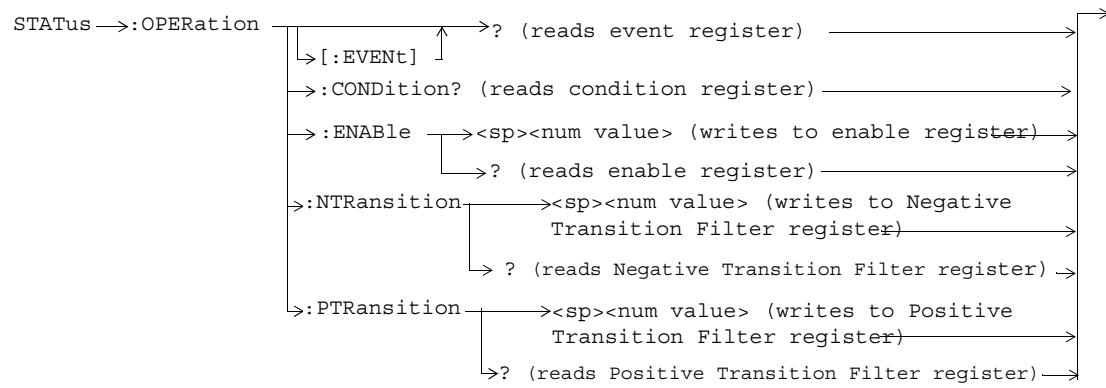 STATus :OPERation ? (reads event register)
[:EVENt]
:CONDition? (reads condition register)
:ENABle <sp><num value> (writes to enable register)
? (reads enable register)
:NTRansition <sp><num value> (writes to Negative
Transition Filter register)
? (reads Negative Transition Filter register)
:PTRansition <sp><num value> (writes to Positive
Transition Filter register)
? (reads Positive Transition Filter register)